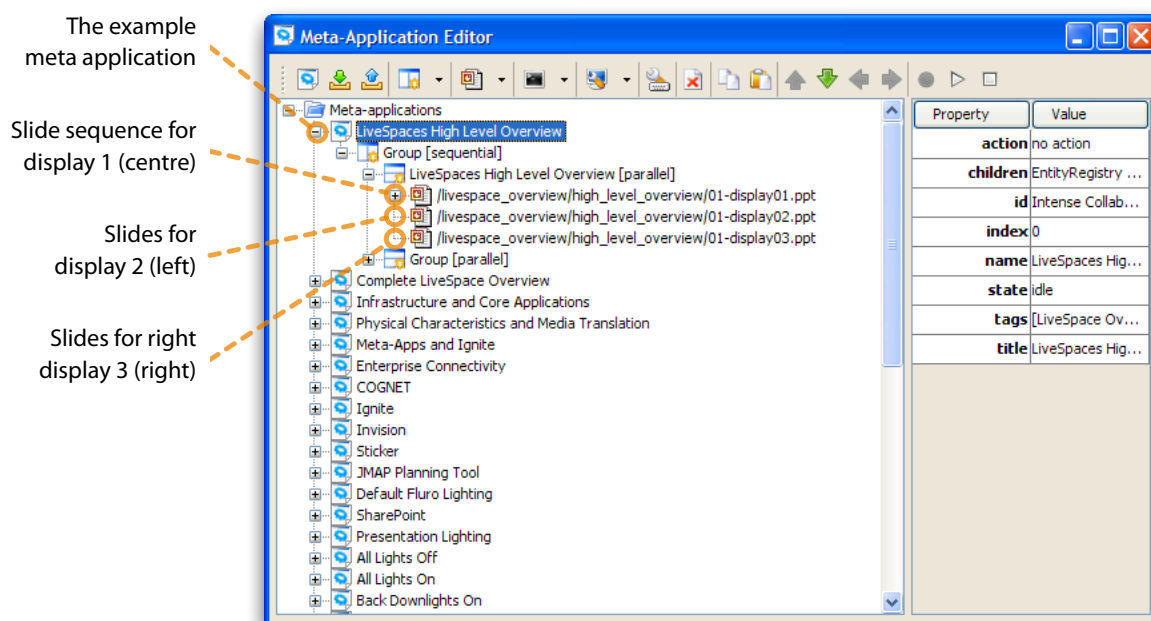 The example
meta application
Slide sequence for
display 1 (centre)
Slides for
display 2 (left)
Slides for right
display 3 (right)
Meta-Application Editor
Meta-applications
LiveSpaces High Level Overview
Group [sequential]
LiveSpaces High Level Overview [parallel]
/livespace_overview/high_level_overview/01-display01.ppt
/livespace_overview/high_level_overview/01-display02.ppt
/livespace_overview/high_level_overview/01-display03.ppt
Group [parallel]
Complete LiveSpace Overview
Infrastructure and Core Applications
Physical Characteristics and Media Translation
Meta-Apps and Ignite
Enterprise Connectivity
COGNET
Ignite
Invision
Sticker
JMAP Planning Tool
Default Fluro Lighting
SharePoint
Presentation Lighting
All Lights Off
All Lights On
Back Downlights On
Property Value
action no action
children EntityRegistry ...
id Intense Collab...
index 0
name LiveSpaces Hig...
state idle
tags [LiveSpace Ov...
title LiveSpaces Hig...